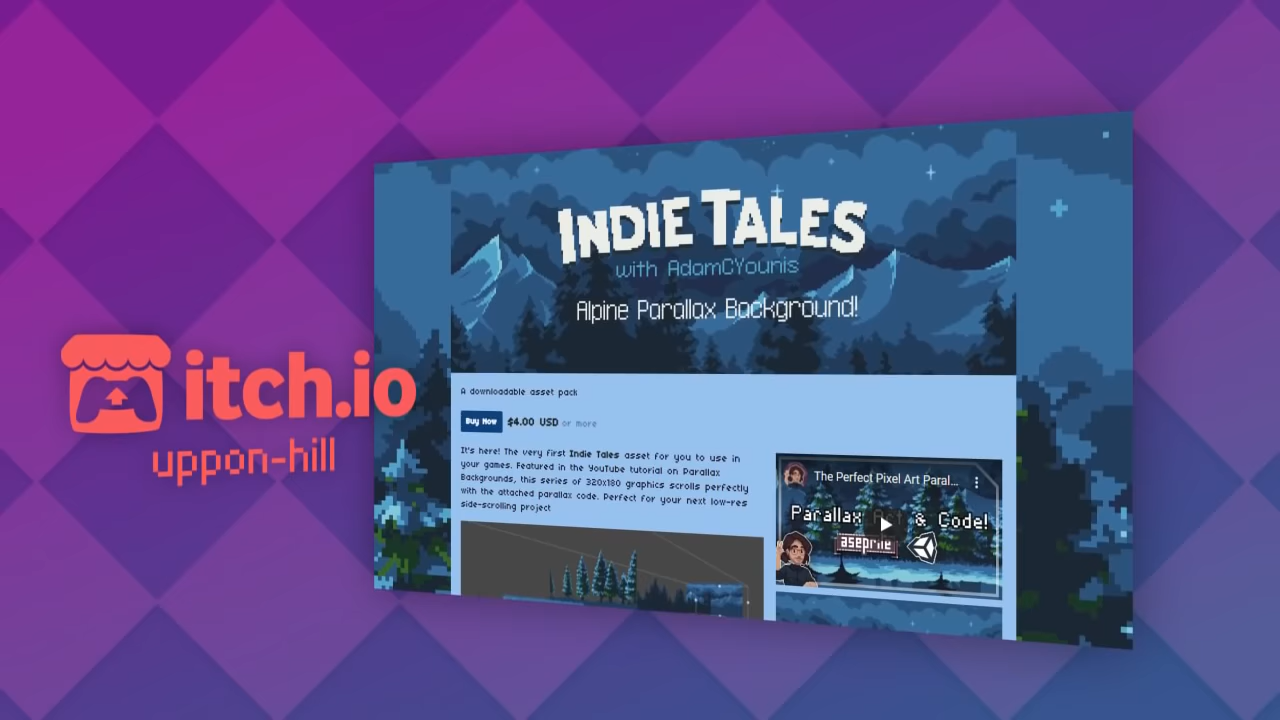 INDIE TALES
with AdamCYounis
Alpine Parallax Background!
itch.io
uppon-hill
A downloadable asset pack
Buy Now $4.00 USD or more
It's here! The very first Indie Tales asset for you to use in
your games. Featured in the YouTube tutorial on Parallax
Backgrounds, this series of 320x180 graphics scrolls perfectly
with the attached parallax code. Perfect for your next low-res
side-scrolling project
The Perfect Pixel Art Paral...
Parallax Art & Code!
aseprite